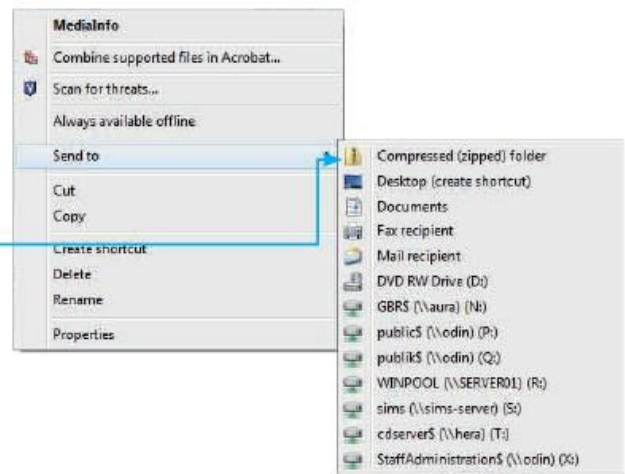 MediaInfo
Combine supported files in Acrobat...
Scan for threats...
Always available offline
Send to
Cut
Copy
Create shortcut
Delete
Rename
Properties
Compressed (zipped) folder
Desktop (create shortcut)
Documents
Fax recipient
Mail recipient
DVD RW Drive (D:)
GBR$ (\\aura) (N:)
public$ (\\odin) (P:)
publik$ (\\odin) (Q:)
WINPOOL (\\SERVER01) (R:)
sims (\\sims-server) (S:)
cdserver$ (\\hera) (T:)
StaffAdministration$ (\\odin) (X:)